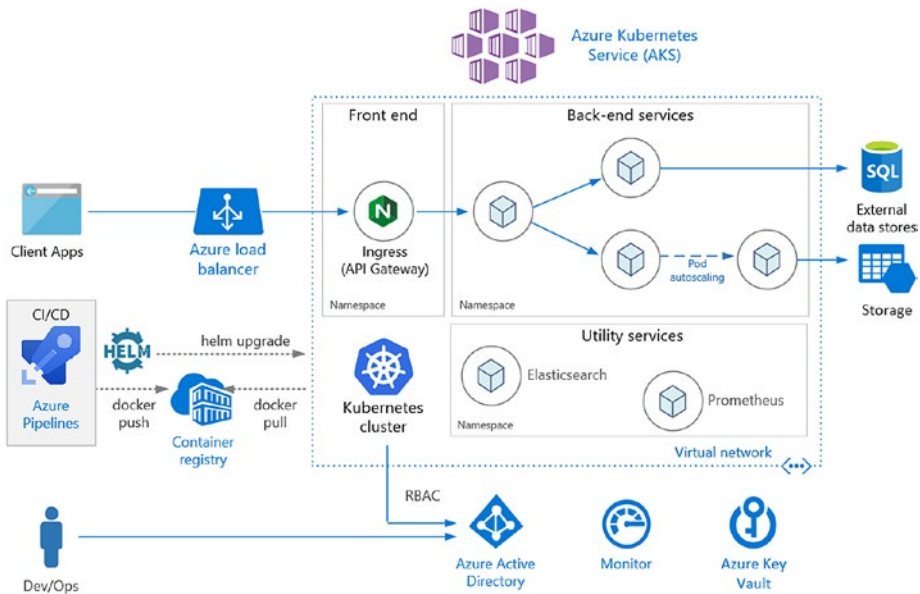 Azure Kubernetes
Service (AKS)
Front end
Back-end services
Client Apps
Azure load
balancer
N
Ingress
(API Gateway)
Pod
autoscaling
Namespace
Namespace
SQL
External
data stores
Storage
CI/CD
Azure
Pipelines
HELM
helm upgrade
docker
push
Container
registry
docker
pull
Kubernetes
cluster
Utility services
Elasticsearch
Prometheus
Namespace
Virtual network
RBAC
Dev/Ops
Azure Active
Directory
Monitor
Azure Key
Vault